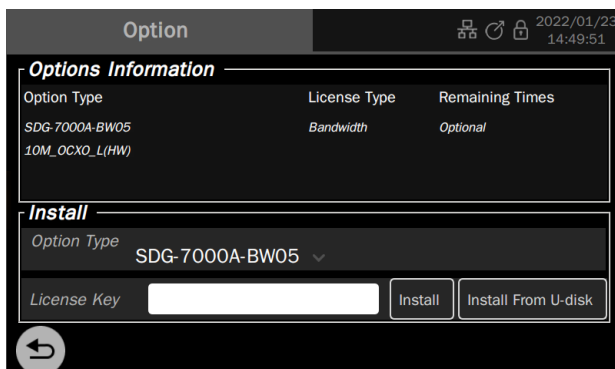 Option
2022/01/23
14:49:51
Options Information
Option Type License Type Remaining Times
SDG-7000A-BW05 Bandwidth Optional
10M_OCXO_L(HW)
Install
Option Type
SDG-7000A-BW05
License Key Install Install From U-disk